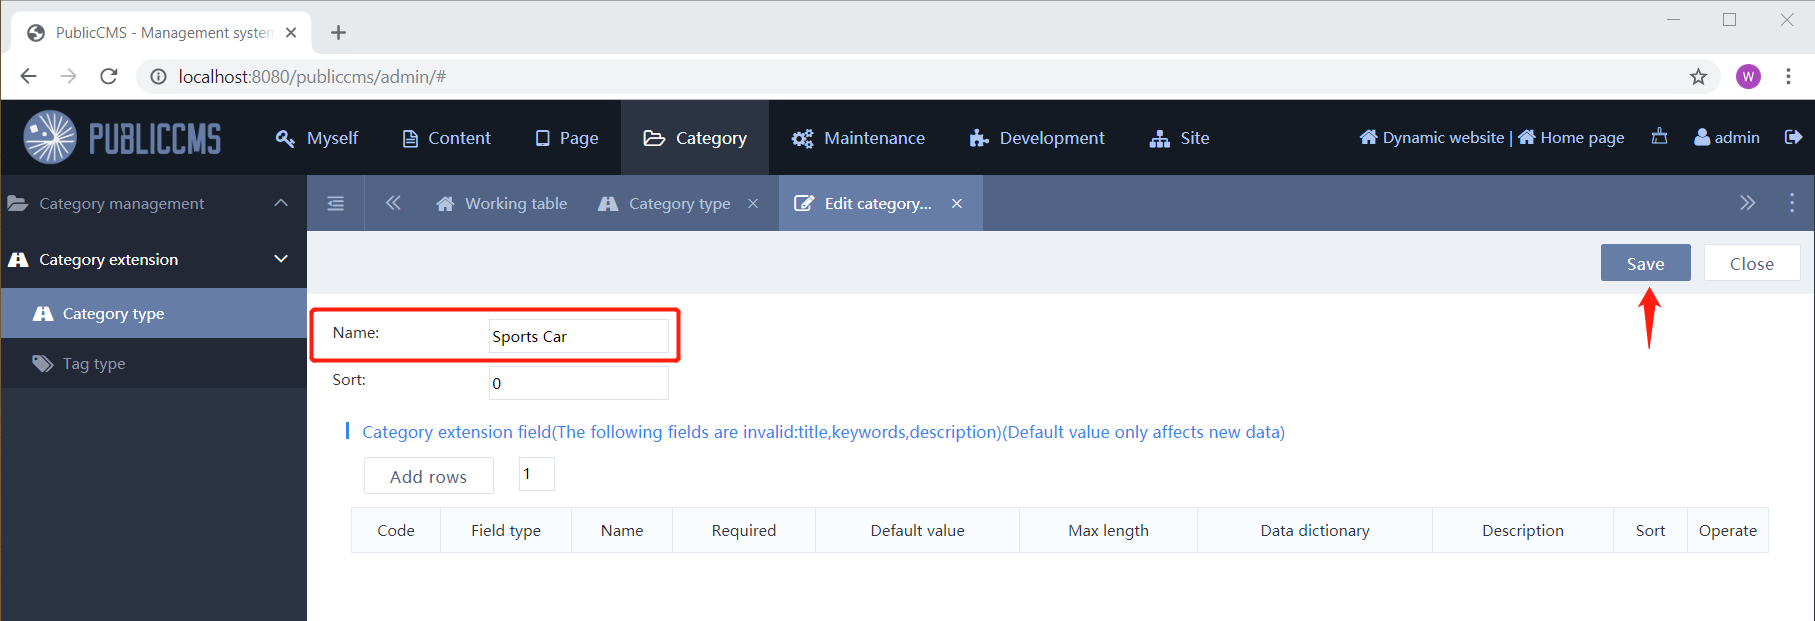 PublicCMS - Management system
localhost:8080/publiccms/admin/#
W
PUBLICCMS
Myself
Content
Page
Category
Maintenance
Development
Site
Dynamic website | Home page
admin
Category management
Working table
Category type
Edit category...
Category extension
Save
Close
Category type
Tag type
Name:
Sports Car
Sort:
0
Category extension field(The following fields are invalid:title,keywords,description)(Default value only affects new data)
Add rows
1
Code
Field type
Name
Required
Default value
Max length
Data dictionary
Description
Sort
Operate